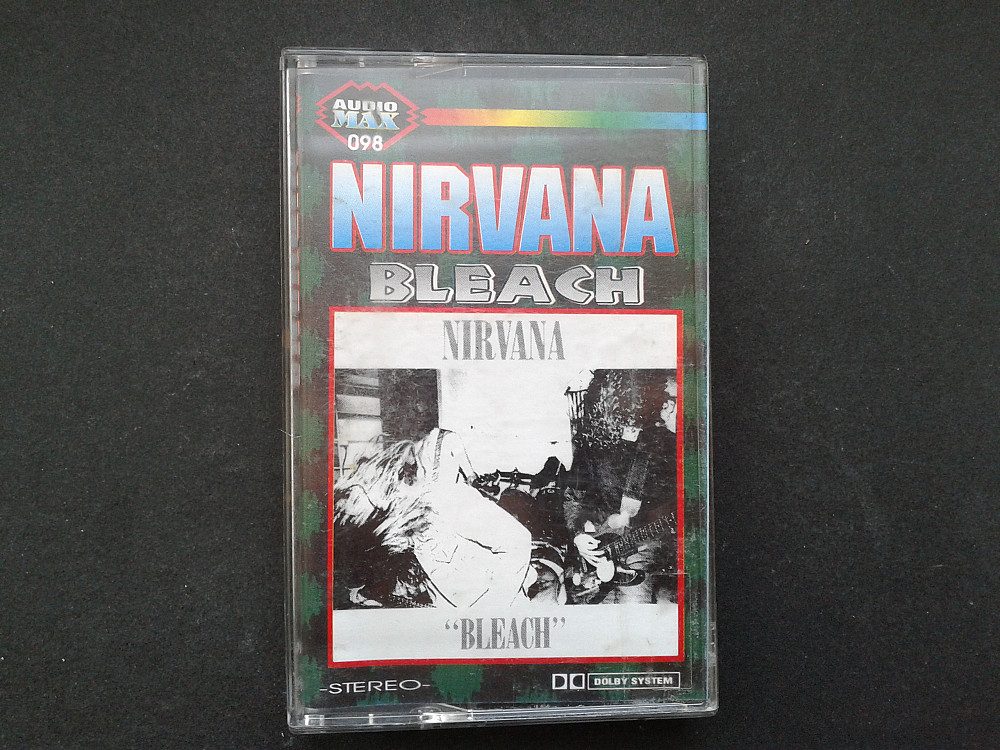 AUDIO
MAX
098
NIRVANA
BLEACH
NIRVANA
“BLEACH”
-STEREO-
DOLBY SYSTEM